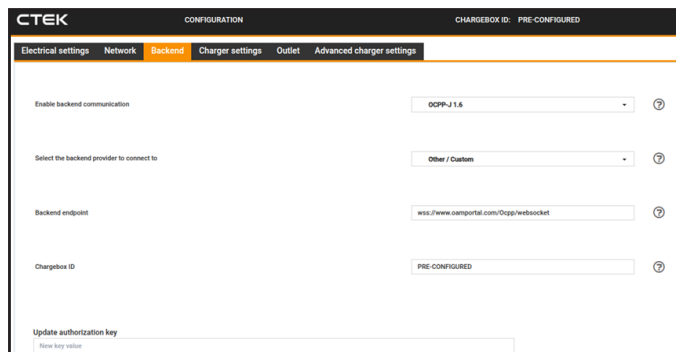 CTEK CONFIGURATION CHARGEBOX ID: PRE-CONFIGURED
Electrical settings Network Backend Charger settings Outlet Advanced charger settings
Enable backend communication OCPP-J 1.6 ?
Select the backend provider to connect to Other / Custom ?
Backend endpoint wss://www.oamportal.com/Ocpp/websocket ?
Chargebox ID PRE-CONFIGURED ?
Update authorization key
New key value